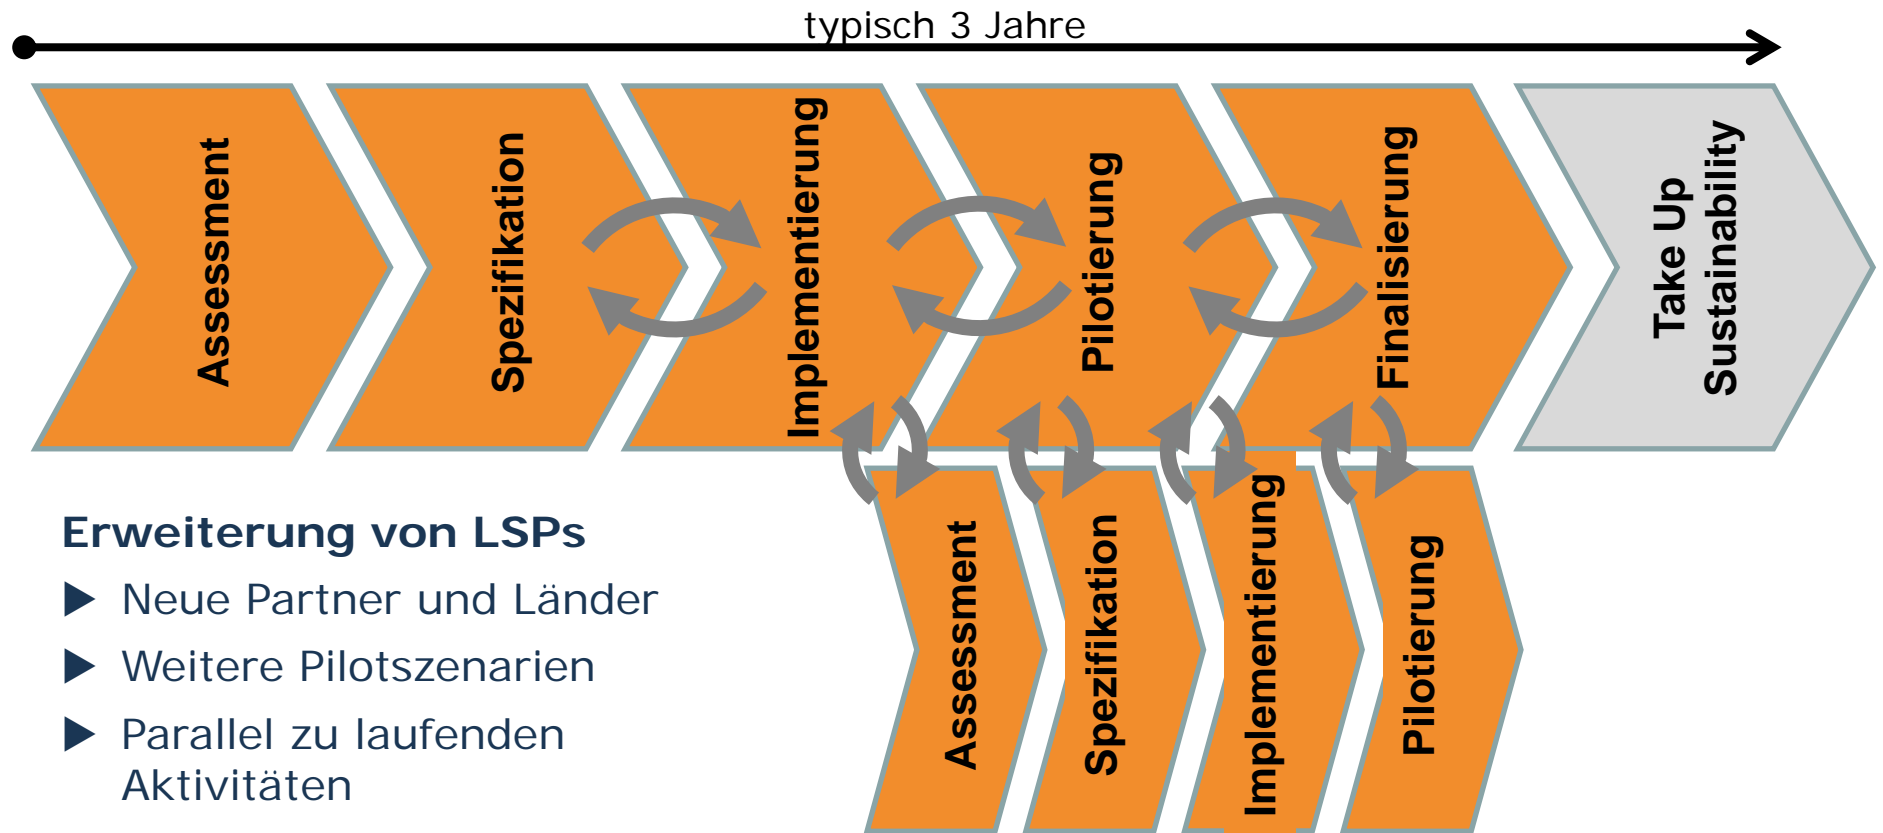 typisch 3 Jahre
Assessment
Spezifikation
Implementierung
Pilotierung
Finalisierung
Take Up
Sustainability
Erweiterung von LSPs
Neue Partner und Länder
Weitere Pilotszenarien
Parallel zu laufenden
Aktivitäten
Assessment
Spezifikation
Implementierung
Pilotierung